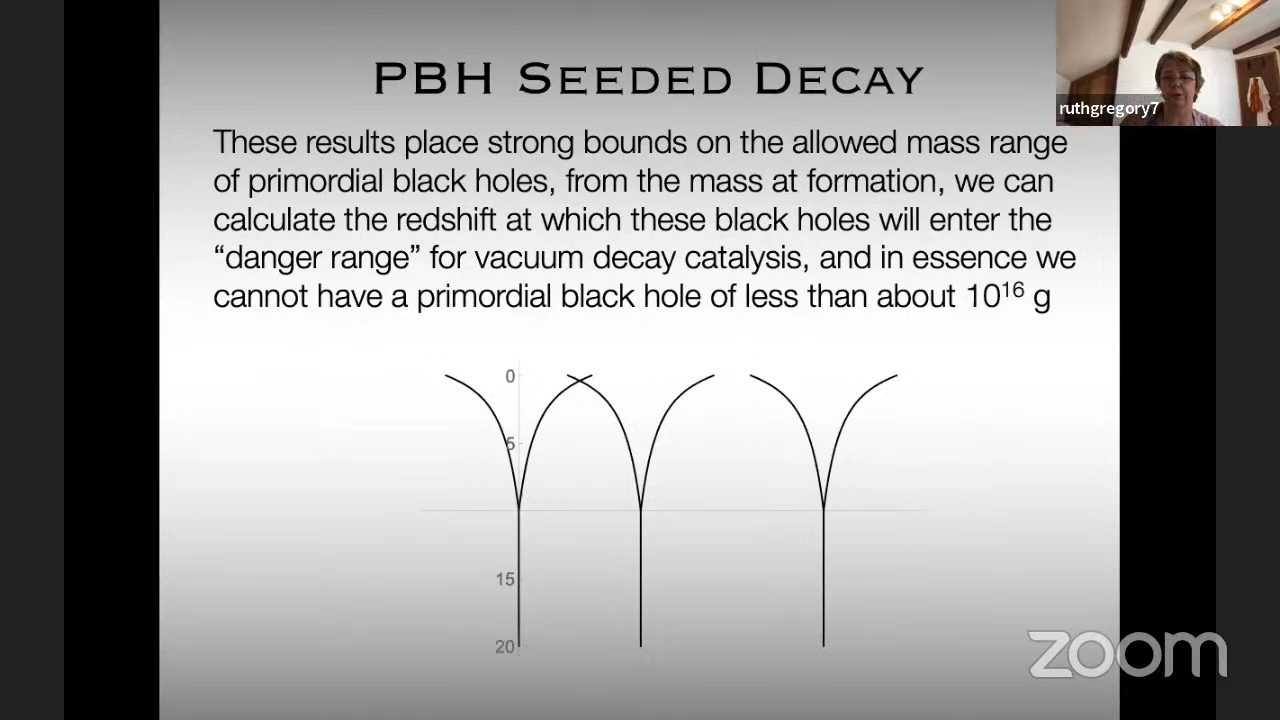 PBH SEEDED DECAY
ruthgregory7
These results place strong bounds on the allowed mass range
of primordial black holes, from the mass at formation, we can
calculate the redshift at which these black holes will enter the
“danger range” for vacuum decay catalysis, and in essence we
cannot have a primordial black hole of less than about 10¹⁶ g
0
5
15
20
zoom